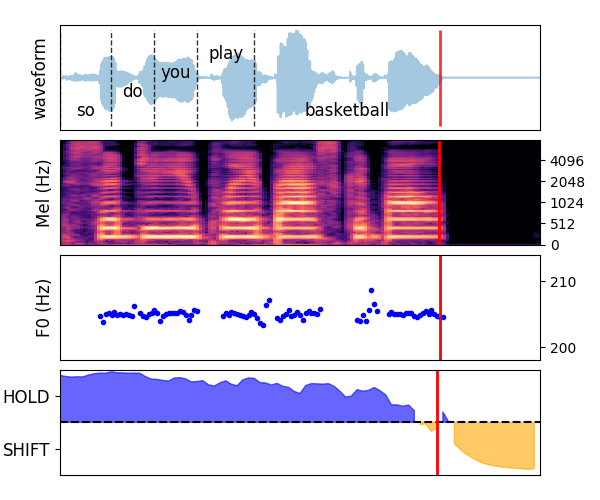 waveform
so
do
you
play
basketball
Mel (Hz)
4096
2048
1024
512
0
F0 (Hz)
210
200
HOLD
SHIFT